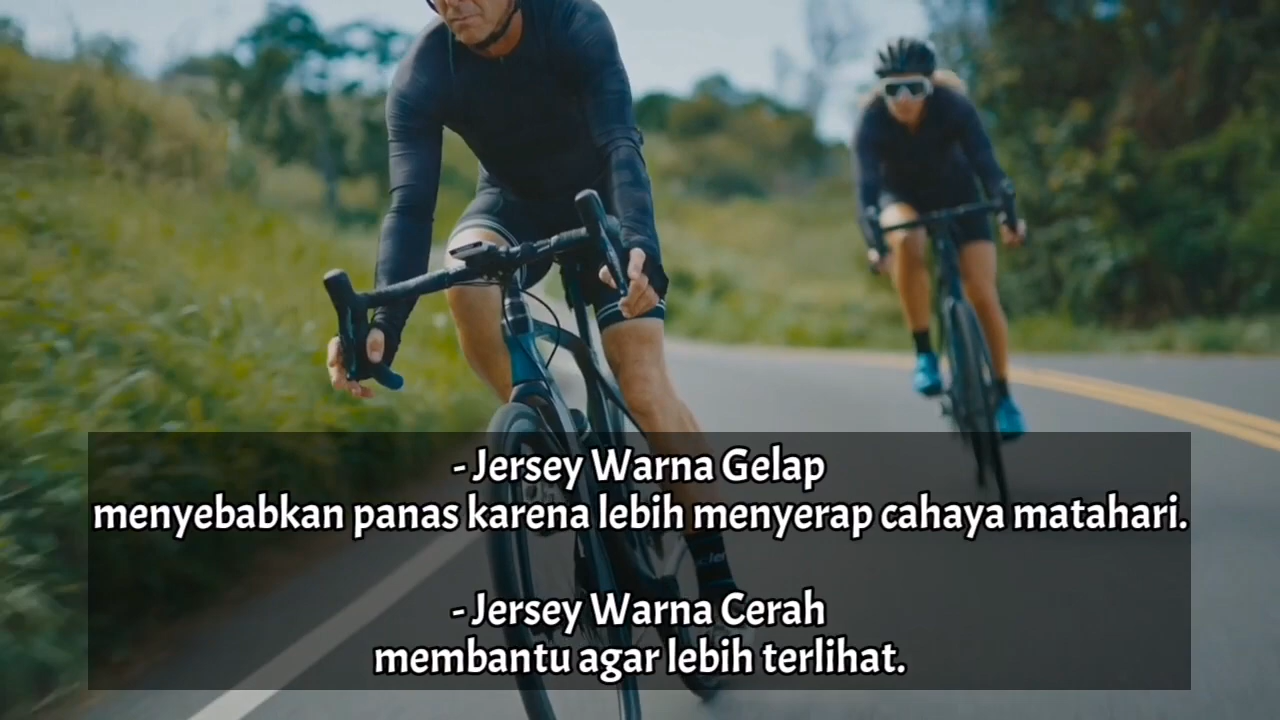 - Jersey Warna Gelap
menyebabkan panas karena lebih menyerap cahaya matahari.
- Jersey Warna Cerah
membantu agar lebih terlihat.